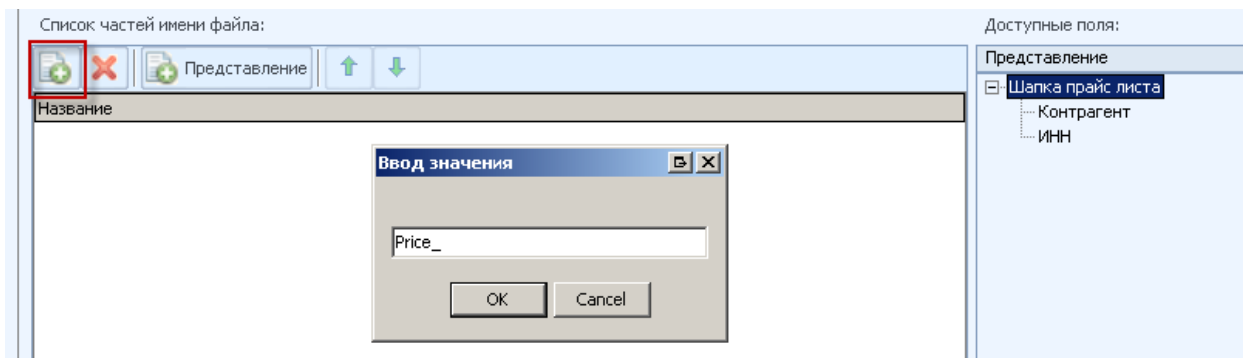 Список частей имени файла:
Доступные поля:
Представление
Представление
Название
Шапка прайс листа
Контрагент
ИНН
Ввод значения
Price_
OK
Cancel